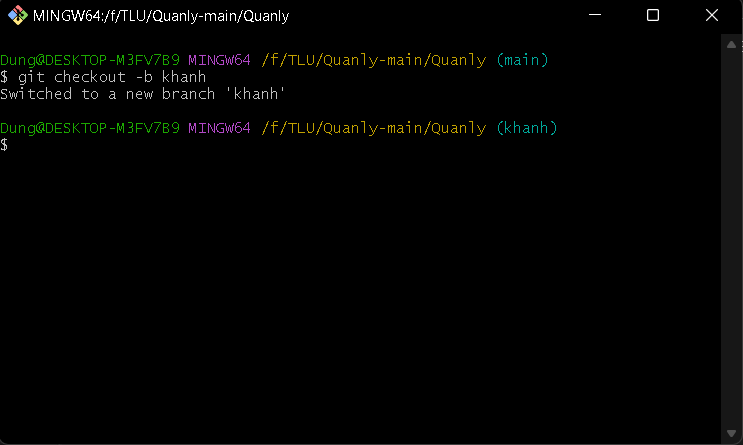 MINGW64:/f/TLU/Quanly-main/Quanly
Dung@DESKTOP-M3FV7B9 MINGW64 /f/TLU/Quanly-main/Quanly (main)
$ git checkout -b khanh
Switched to a new branch 'khanh'
Dung@DESKTOP-M3FV7B9 MINGW64 /f/TLU/Quanly-main/Quanly (khanh)
$